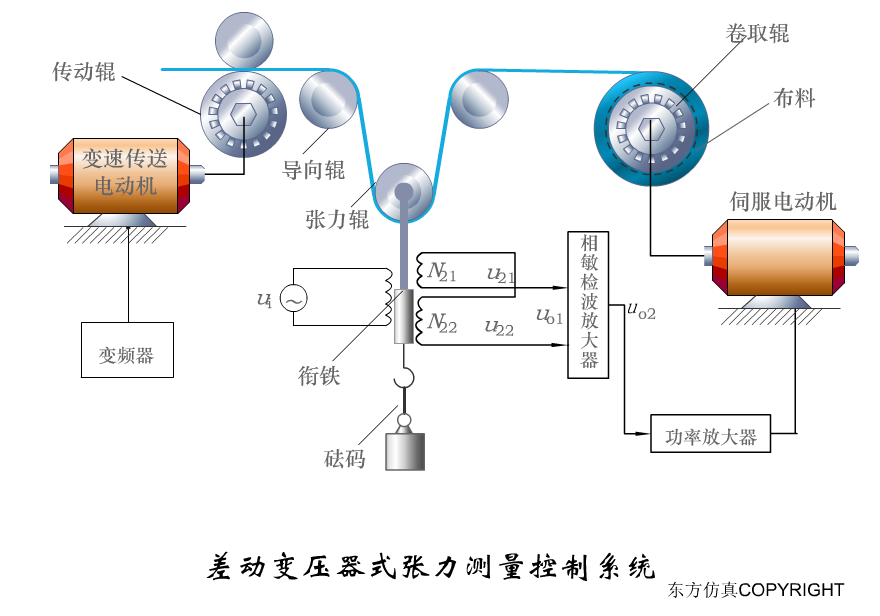 卷取辊
传动辊
布料
变速传送
电动机
导向辊
伺服电动机
张力辊
N21
u21
相敏检波放大器
ui
~
N22
u22
uo1
uo2
变频器
衔铁
功率放大器
砝码
差动变压器式张力测量控制系统
东方仿真COPYRIGHT